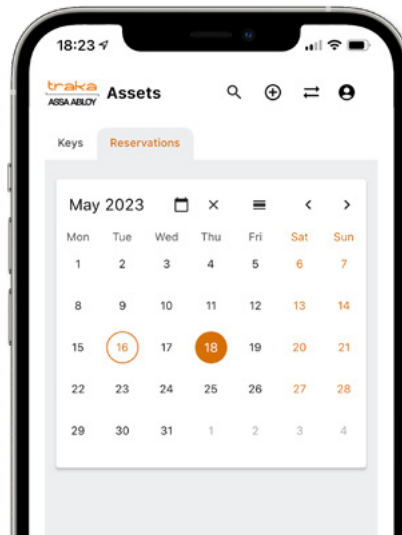 18:23
traka
ASSA ABLOY
Assets
Keys
Reservations
May 2023
Mon Tue Wed Thu Fri Sat Sun
1 2 3 4 5 6 7
8 9 10 11 12 13 14
15 16 17 18 19 20 21
22 23 24 25 26 27 28
29 30 31 1 2 3 4